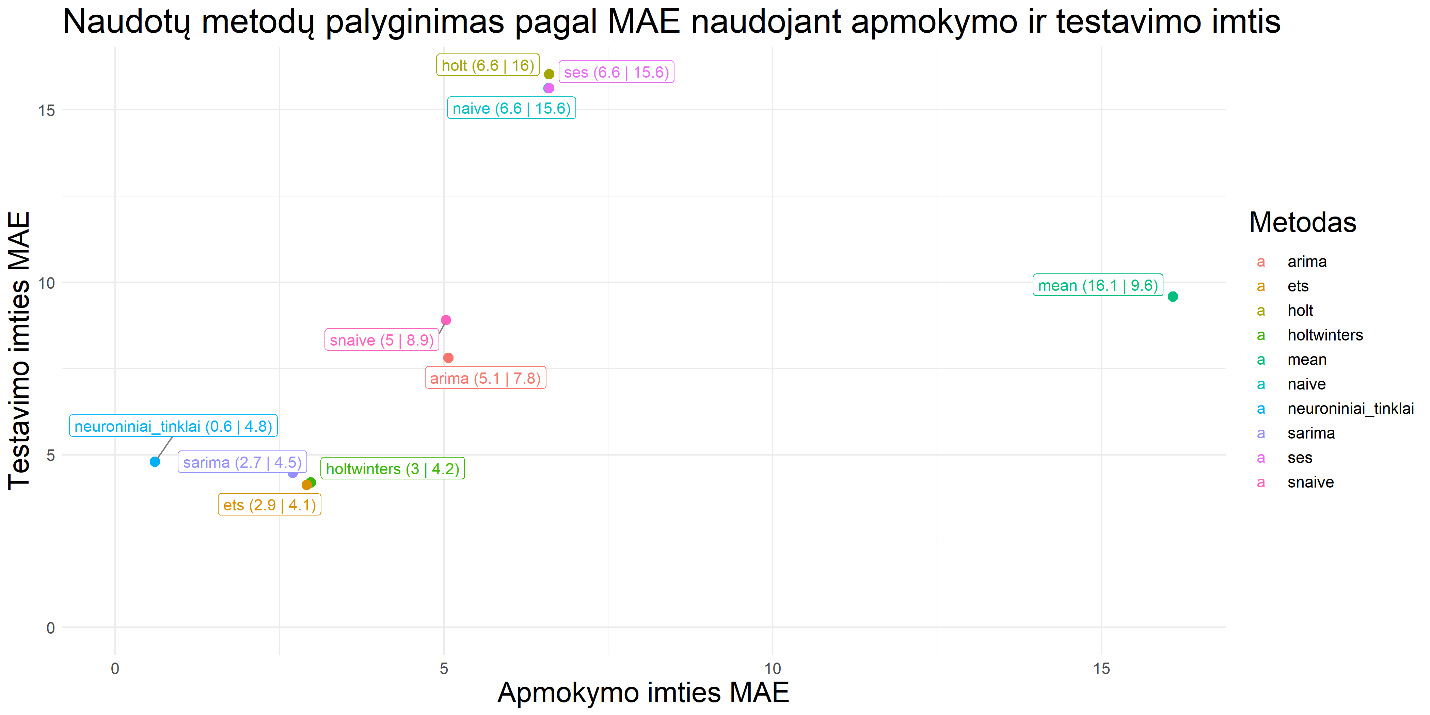 Naudotų metodų palyginimas pagal MAE naudojant apmokymo ir testavimo imtis
holt (6.6 | 16)
ses (6.6 | 15.6)
naive (6.6 | 15.6)
mean (16.1 | 9.6)
snaive (5 | 8.9)
arima (5.1 | 7.8)
neuroniniai_tinklai (0.6 | 4.8)
sarima (2.7 | 4.5)
holtwinters (3 | 4.2)
ets (2.9 | 4.1)
15
10
5
0
Testavimo imties MAE
0
5
10
15
Apmokymo imties MAE
Metodas
a arima
a ets
a holt
a holtwinters
a mean
a naive
a neuroniniai_tinklai
a sarima
a ses
a snaive